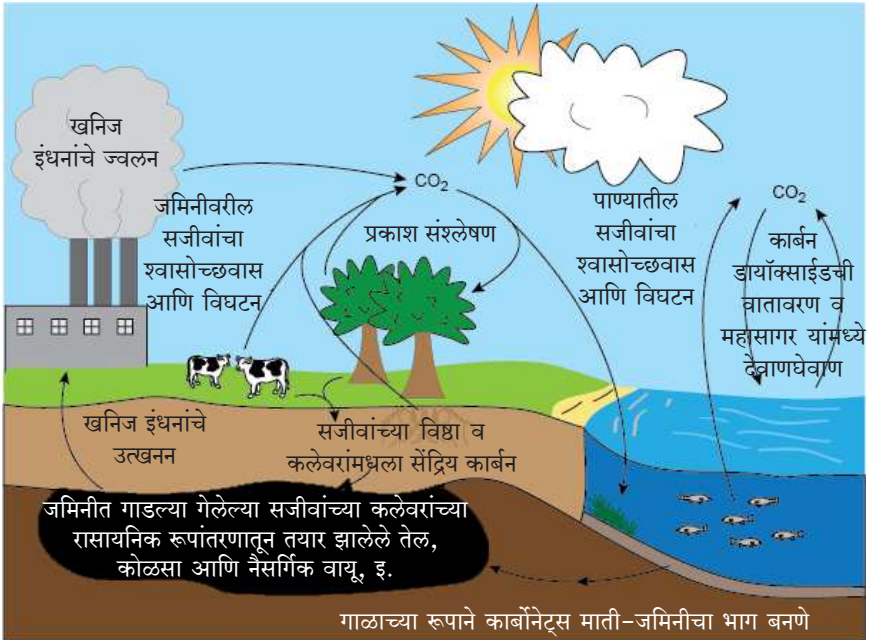 खनिज
इंधनांचे ज्वलन
CO₂
जमिनीवरील
सजीवांचा
श्वासोच्छवास
आणि विघटन
प्रकाश संश्लेषण
पाण्यातील
सजीवांचा
श्वासोच्छवास
आणि विघटन
CO₂
कार्बन
डायॉक्साईडची
वातावरण व
महासागर यांमध्ये
देवाणघेवाण
खनिज इंधनांचे
उत्खनन
सजीवांच्या विष्ठा व
कलेवरांमधला सेंद्रिय कार्बन
जमिनीत गाडल्या गेलेल्या सजीवांच्या कलेवरांच्या
रासायनिक रूपांतरणातून तयार झालेले तेल,
कोळसा आणि नैसर्गिक वायू, इ.
गाळाच्या रूपाने कार्बोनेट्स माती-जमिनीचा भाग बनणे